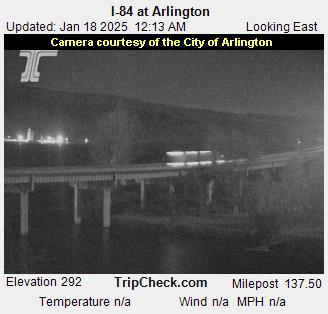 I-84 at Arlington
Updated: Jan 18 2025 12:13 AM Looking East
Camera courtesy of the City of Arlington
Elevation 292 TripCheck.com Milepost 137.50
Temperature n/a Wind n/a MPH n/a